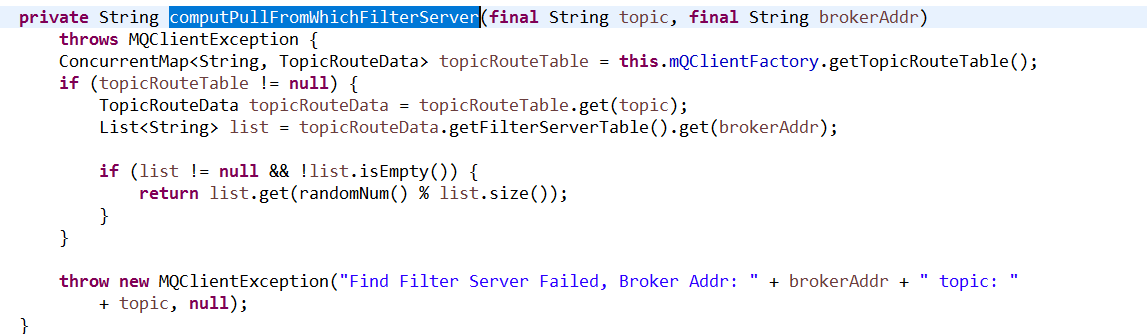 private String computPullFromWhichFilterServer(final String topic, final String brokerAddr)
    throws MQClientException {
    ConcurrentMap<String, TopicRouteData> topicRouteTable = this.mQClientFactory.getTopicRouteTable();
    if (topicRouteTable != null) {
        TopicRouteData topicRouteData = topicRouteTable.get(topic);
        List<String> list = topicRouteData.getFilterServerTable().get(brokerAddr);

        if (list != null && !list.isEmpty()) {
            return list.get(randomNum() % list.size());
        }
    }

    throw new MQClientException("Find Filter Server Failed, Broker Addr: " + brokerAddr + " topic: "
        + topic, null);
}